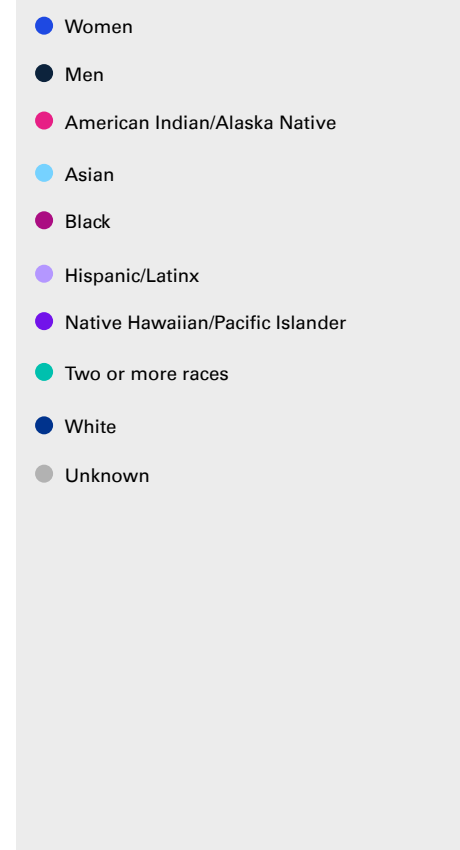 Women
Men
American Indian/Alaska Native
Asian
Black
Hispanic/Latinx
Native Hawaiian/Pacific Islander
Two or more races
White
Unknown